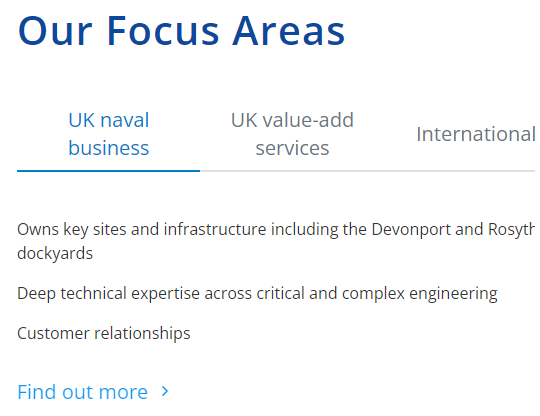 Our Focus Areas
UK naval
business
UK value-add
services
International
Owns key sites and infrastructure including the Devonport and Rosyth
dockyards
Deep technical expertise across critical and complex engineering
Customer relationships
Find out more